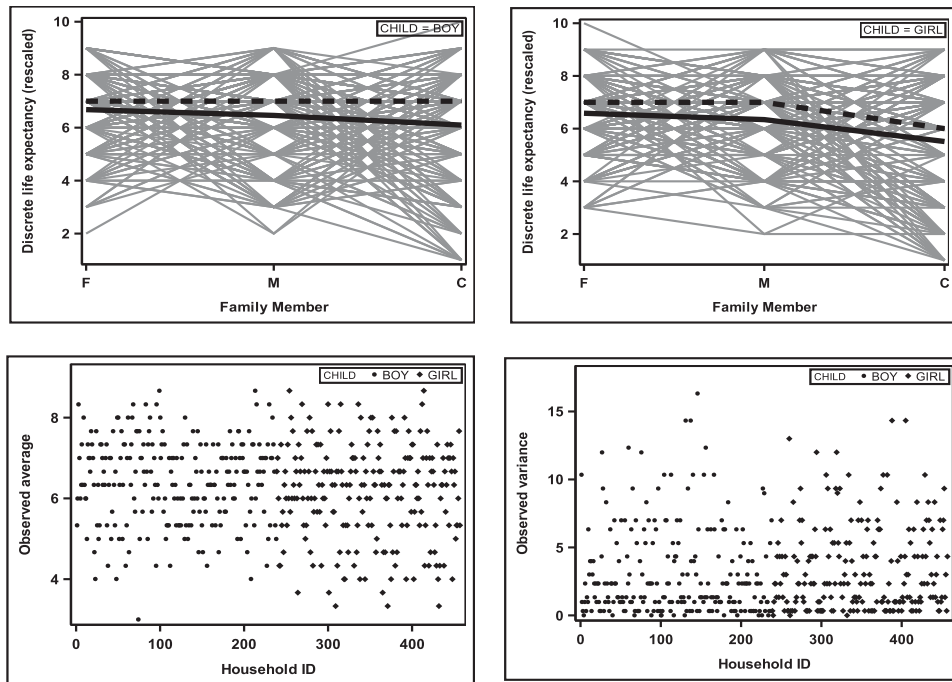 CHILD = BOY
Discrete life expectancy (rescaled)
10
8
6
4
2
F
M
C
Family Member
CHILD = GIRL
Discrete life expectancy (rescaled)
10
8
6
4
2
F
M
C
Family Member
CHILD BOY GIRL
Observed average
8
6
4
0
100
200
300
400
Household ID
CHILD BOY GIRL
Observed variance
15
10
5
0
0
100
200
300
400
Household ID